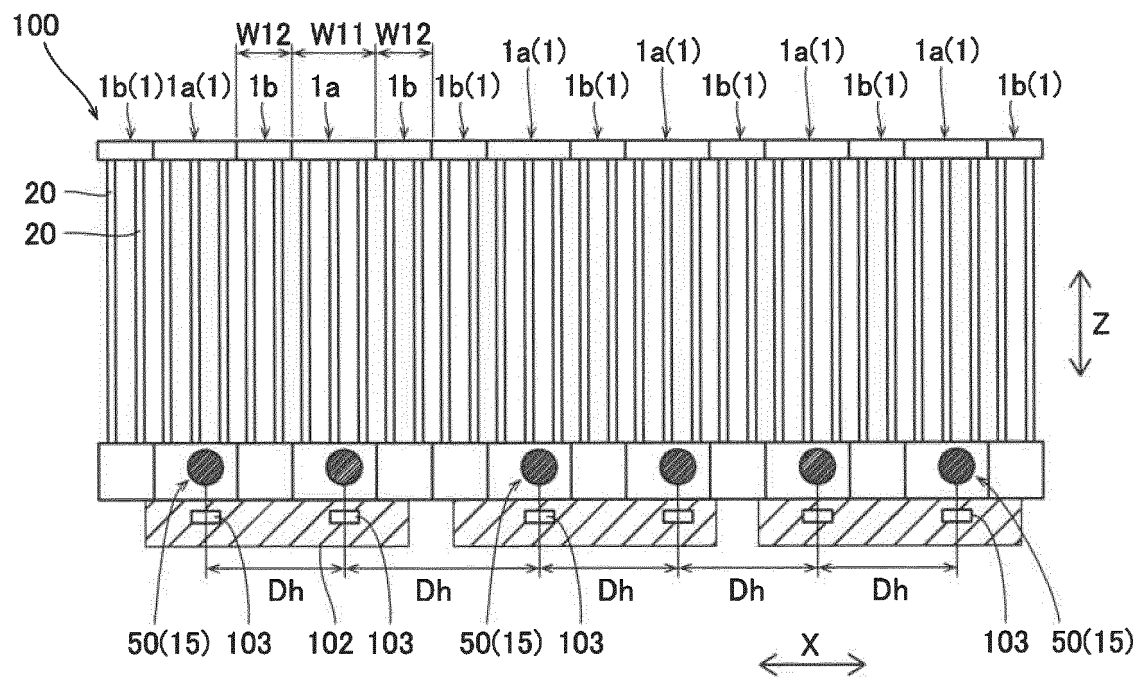 100
W12 W11 W12
1a(1) 1a(1) 1a(1) 1a(1)
1b(1) 1a(1) 1b 1a 1b 1b(1) 1b(1) 1b(1) 1b(1) 1b(1)
20
20
Z
Dh Dh Dh Dh Dh
50(15) 103 102 103 50(15) 103 103 50(15)
X